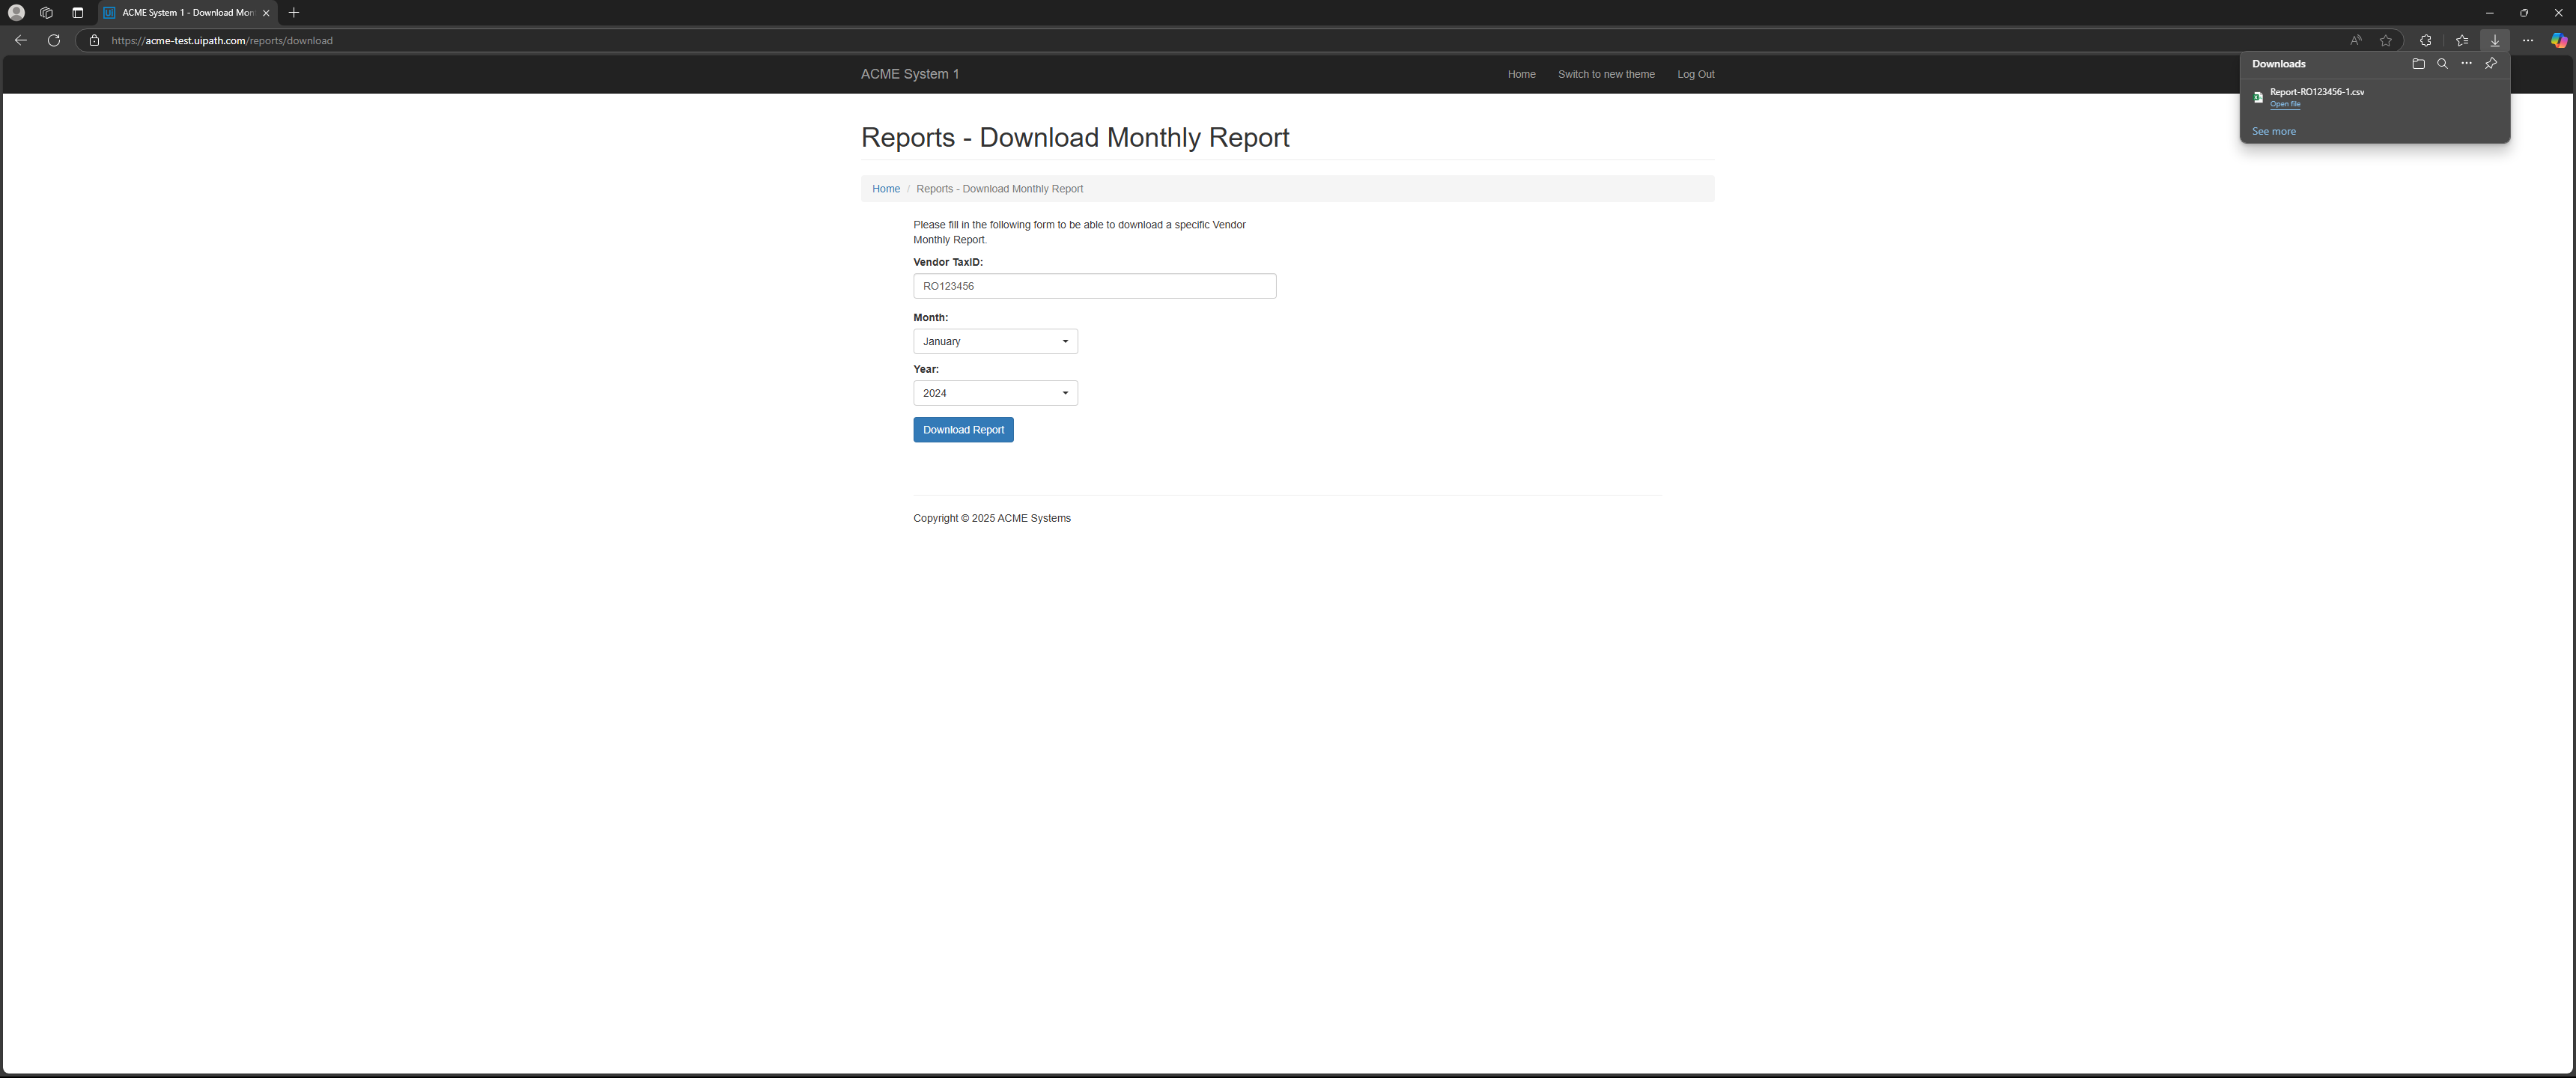 ACME System 1 - Download Mon
https://acme-test.uipath.com/reports/download
ACME System 1
Home
Switch to new theme
Log Out
Downloads
Report-RO123456-1.csv
Open file
See more
Reports - Download Monthly Report
Home / Reports - Download Monthly Report
Please fill in the following form to be able to download a specific Vendor
Monthly Report.
Vendor TaxID:
RO123456
Month:
January
Year:
2024
Download Report
Copyright © 2025 ACME Systems